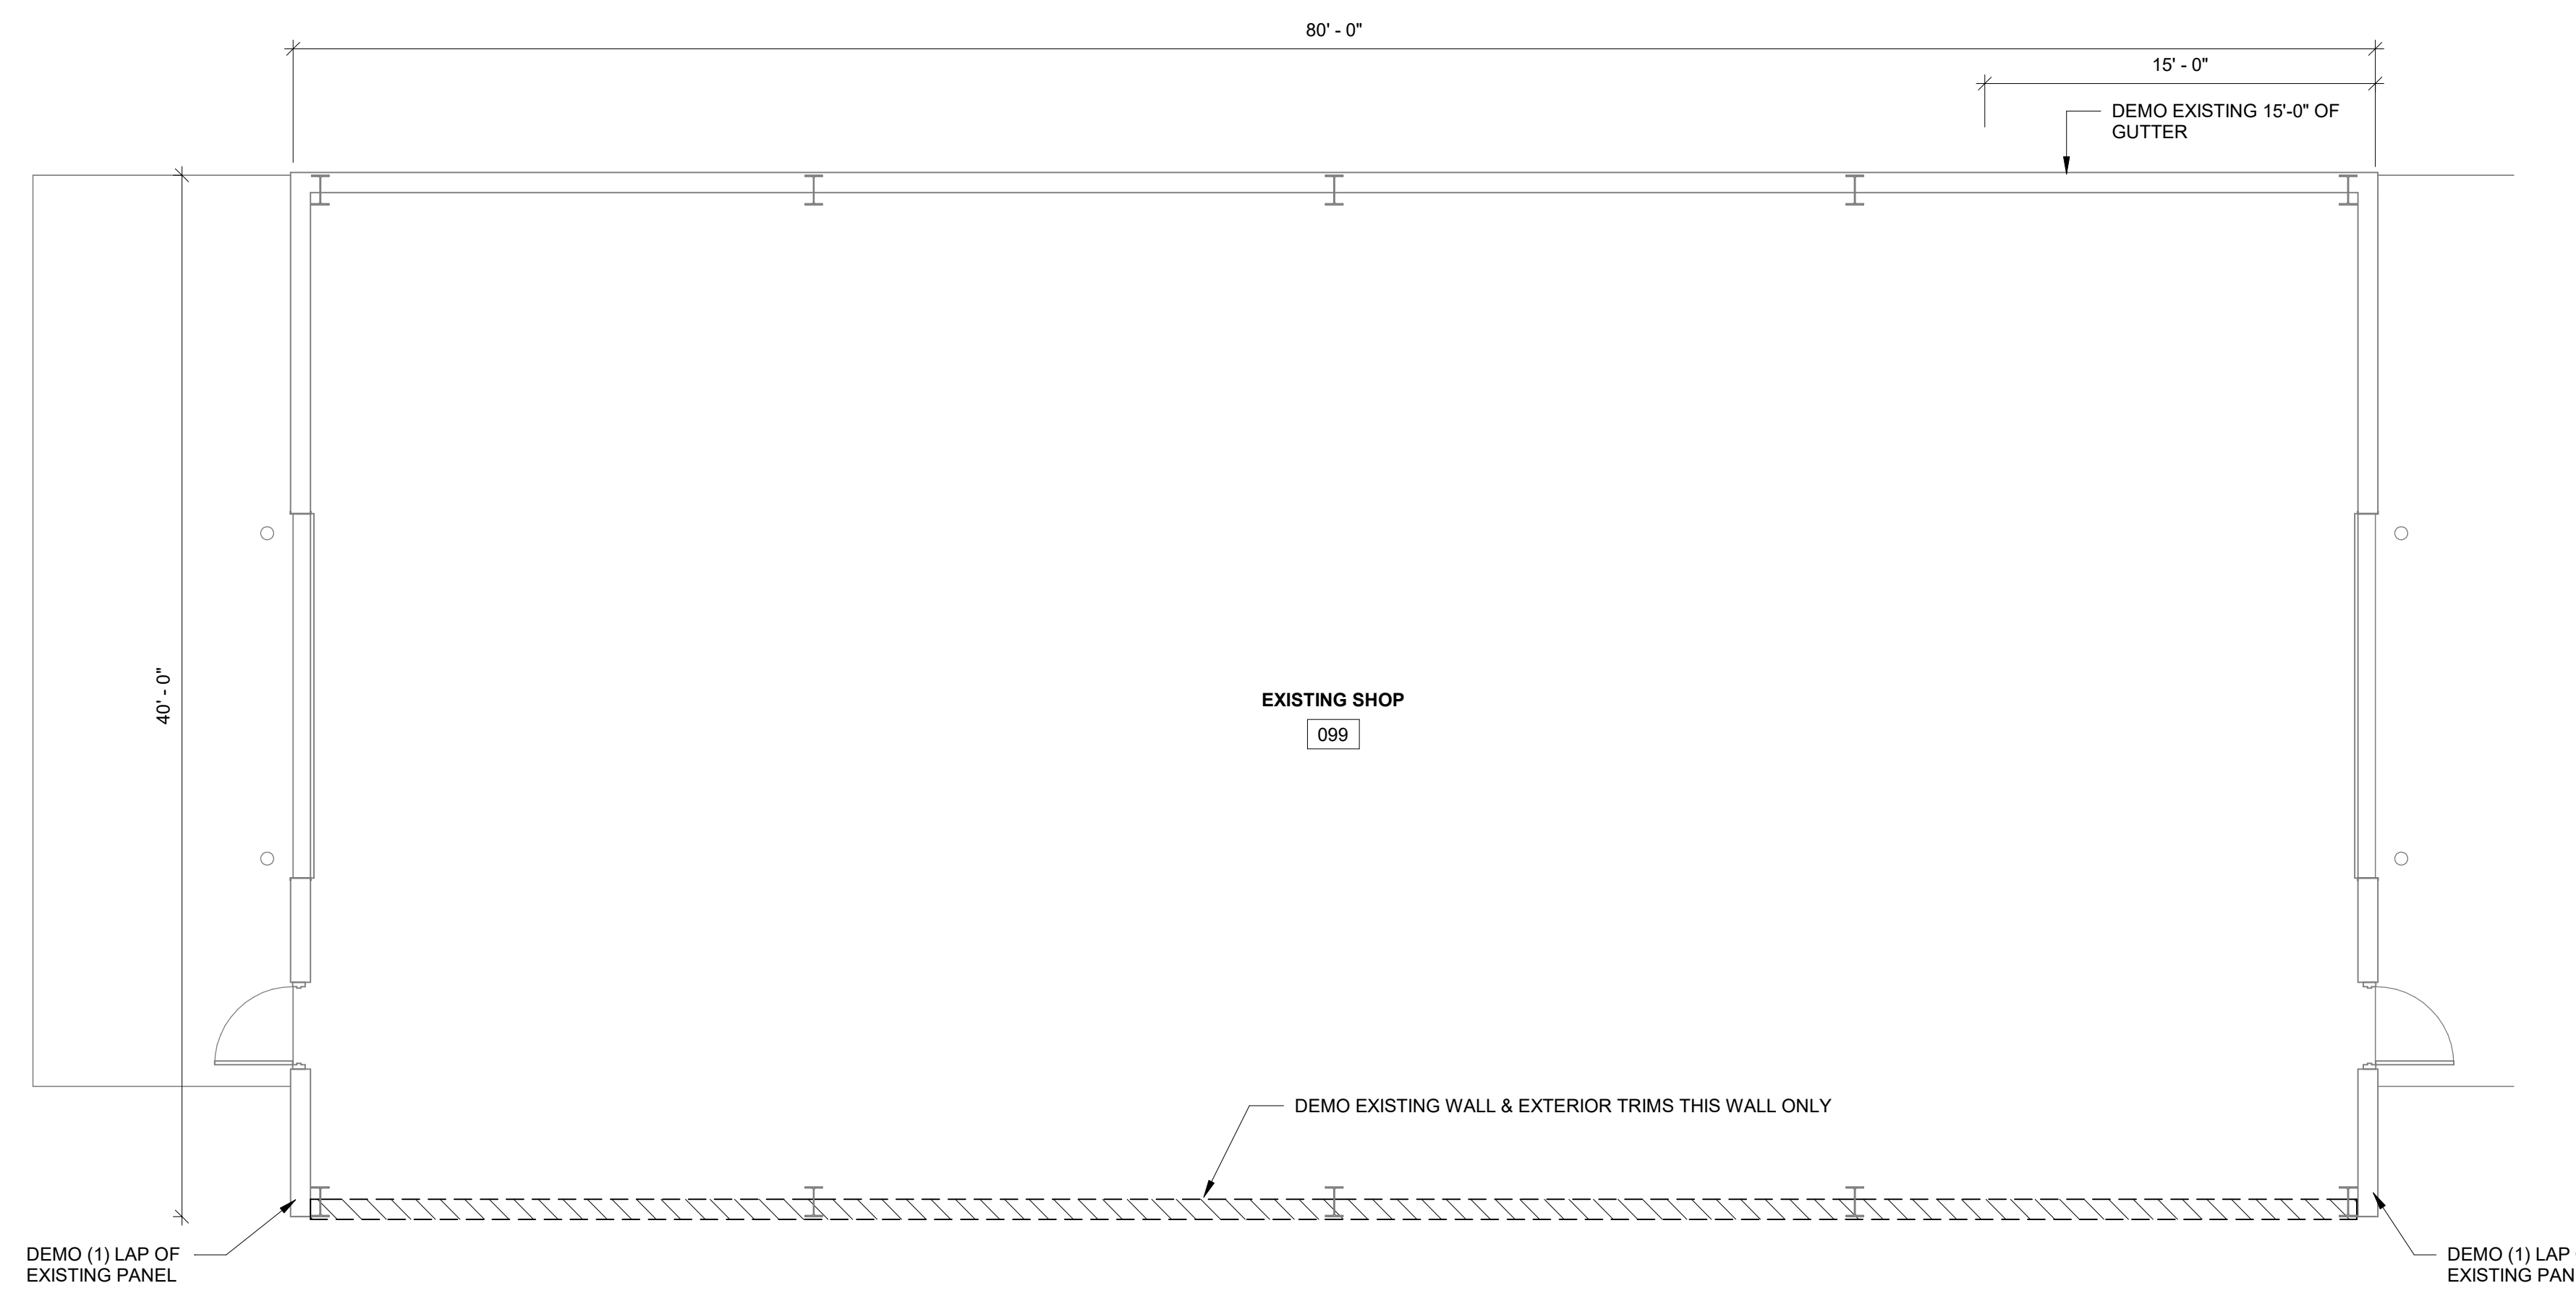 80' - 0"
15' - 0"
DEMO EXISTING 15'-0" OF
GUTTER
40' - 0"
EXISTING SHOP
099
DEMO EXISTING WALL & EXTERIOR TRIMS THIS WALL ONLY
DEMO (1) LAP OF
EXISTING PANEL
DEMO (1) LAP
EXISTING PAN